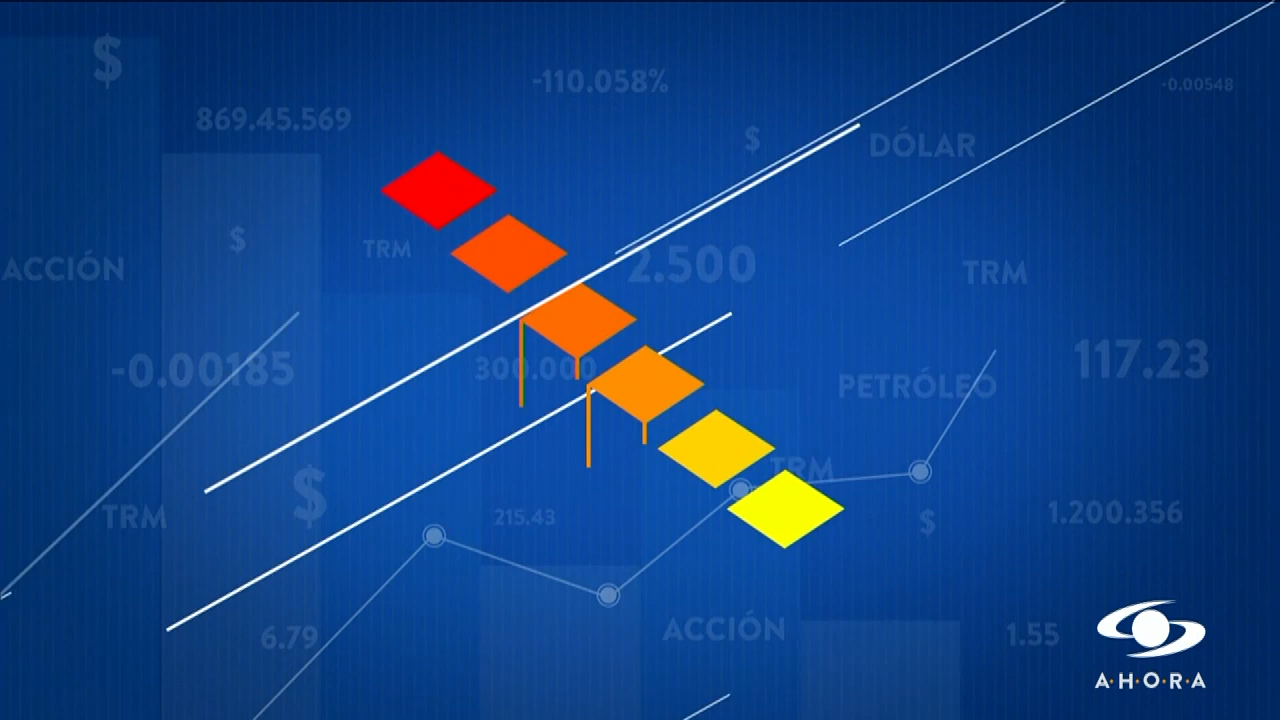 $
-110.058%
-0.00548
869.45.569
$
DÓLAR
$
TRM
ACCIÓN
2.500
TRM
-0.00185
300.000
117.23
PETRÓLEO
TRM
$
TRM
215.43
$
1.200.356
6.79
ACCIÓN
1.55
A·H·O·R·A